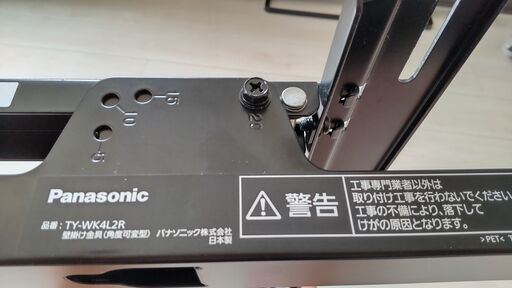 15
10
5
20
Panasonic
品番：TY-WK4L2R
壁掛け金具（角度可変型） パナソニック株式会社
日本製
警告
工事専門業者以外は
取り付け工事を行わないでください
工事の不備により、落下して
けがの原因となります。
>PET<